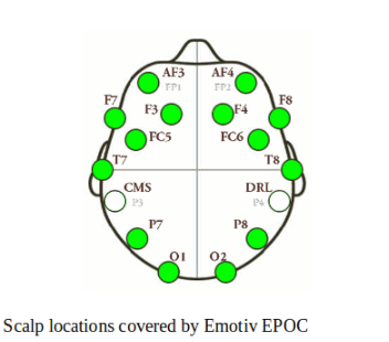 AF3 AF4
FP1 FP2
F7 F8
F3 F4
FC5 FC6
T7 T8
CMS DRL
P3 P4
P7 P8
O1 O2
Scalp locations covered by Emotiv EPOC